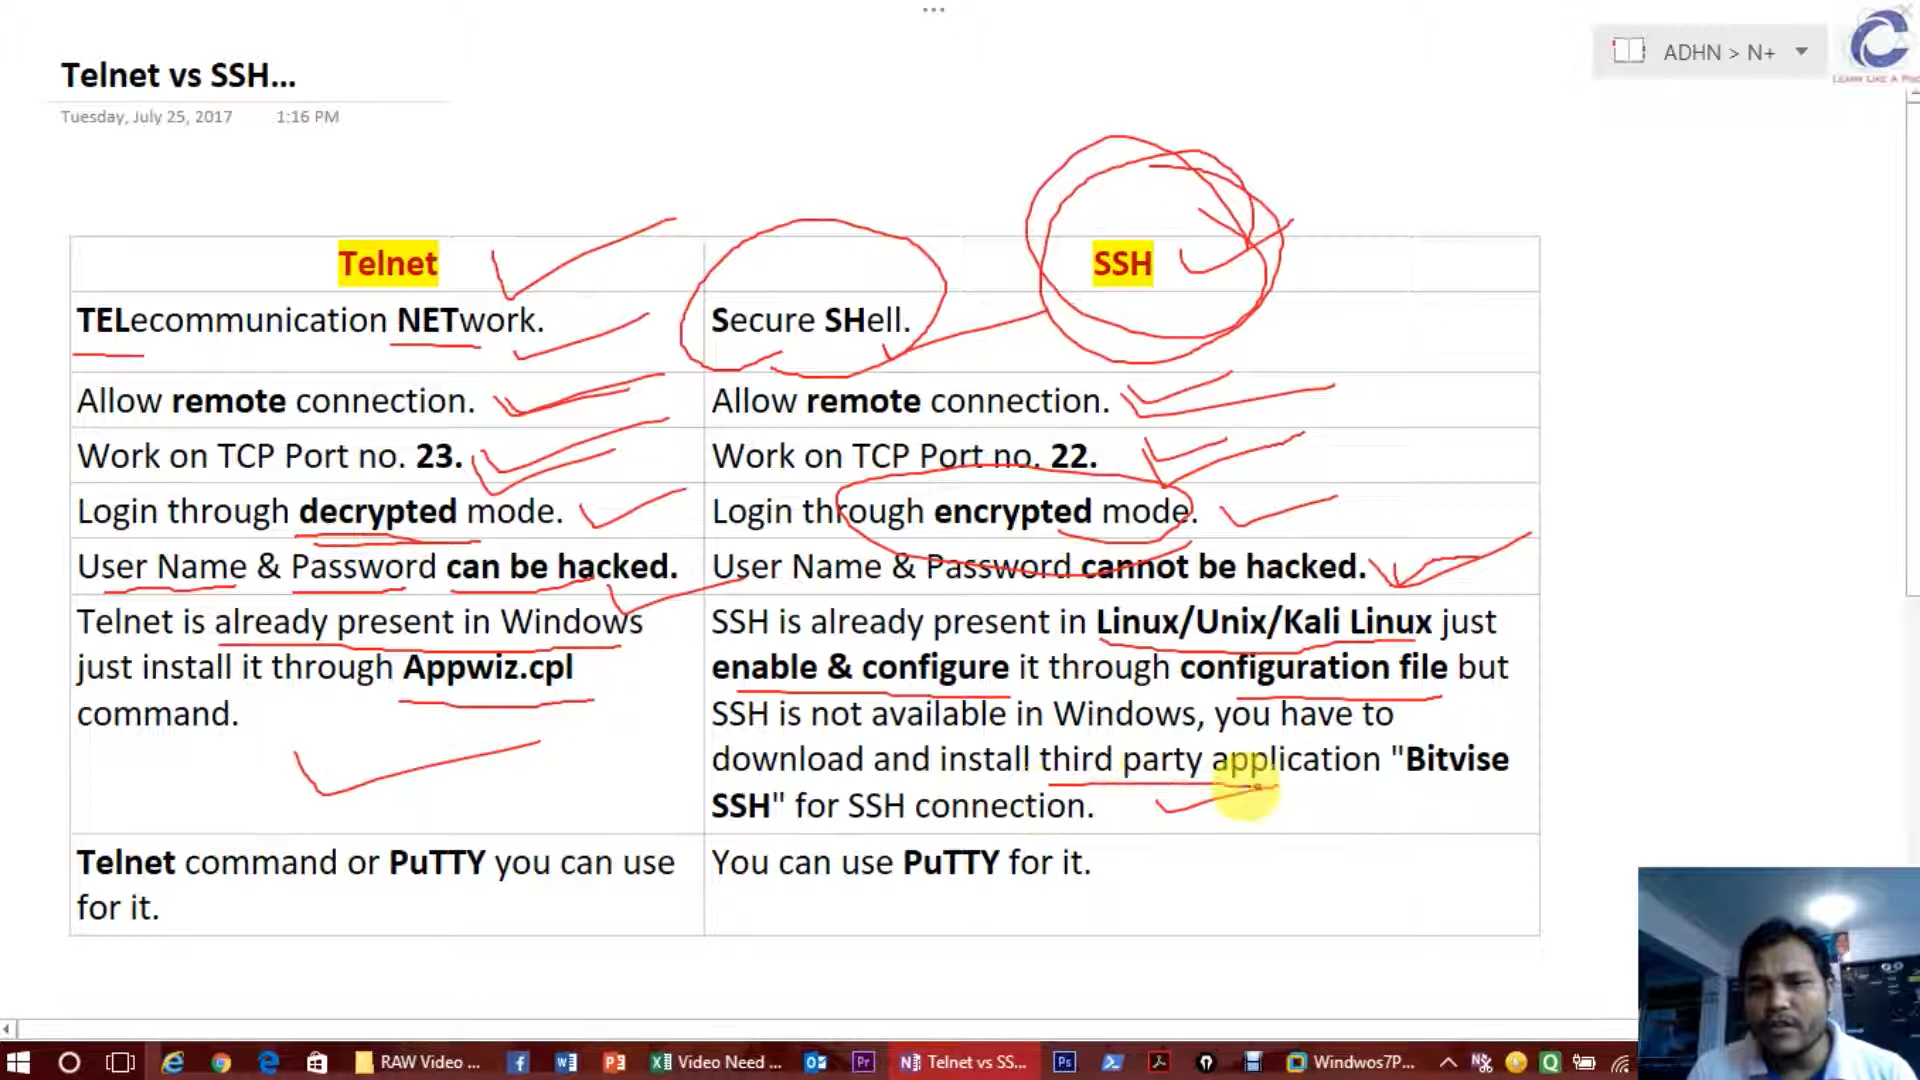 ADHN > N+
LEARN LIKE A PRO
Telnet vs SSH...
Tuesday, July 25, 2017 1:16 PM
Telnet
SSH
TELecommunication NETwork.
Secure SHell.
Allow remote connection.
Allow remote connection.
Work on TCP Port no. 23.
Work on TCP Port no. 22.
Login through decrypted mode.
Login through encrypted mode.
User Name & Password can be hacked.
User Name & Password cannot be hacked.
Telnet is already present in Windows
just install it through Appwiz.cpl
command.
SSH is already present in Linux/Unix/Kali Linux just
enable & configure it through configuration file but
SSH is not available in Windows, you have to
download and install third party application "Bitvise
SSH" for SSH connection.
Telnet command or PuTTY you can use
for it.
You can use PuTTY for it.
RAW Video ...
Video Need ...
Telnet vs SS...
Windwos7P...